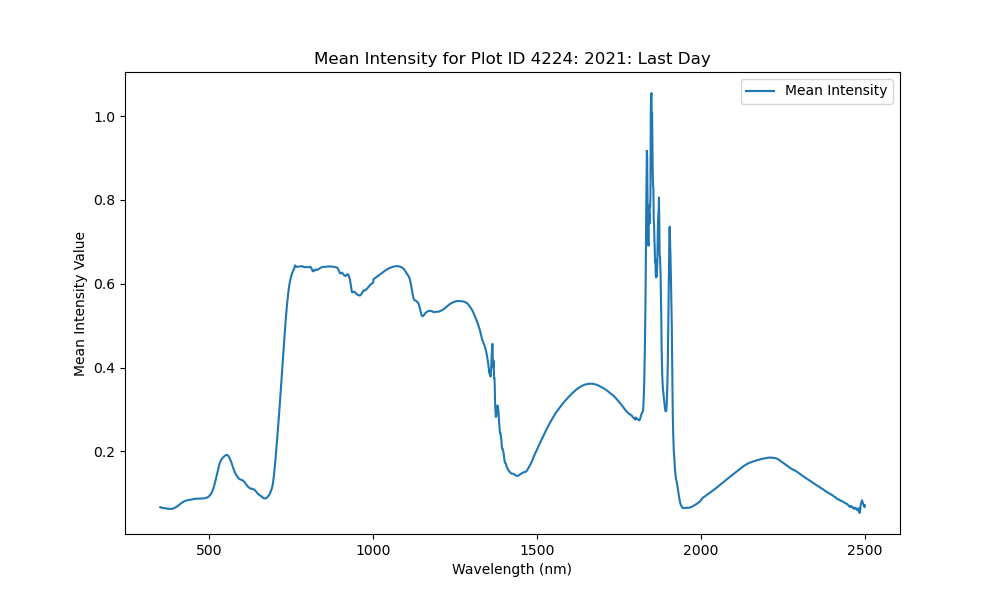 Mean Intensity for Plot ID 4224: 2021: Last Day
Mean Intensity
1.0
0.8
0.6
0.4
0.2
Mean Intensity Value
500 1000 1500 2000 2500
Wavelength (nm)